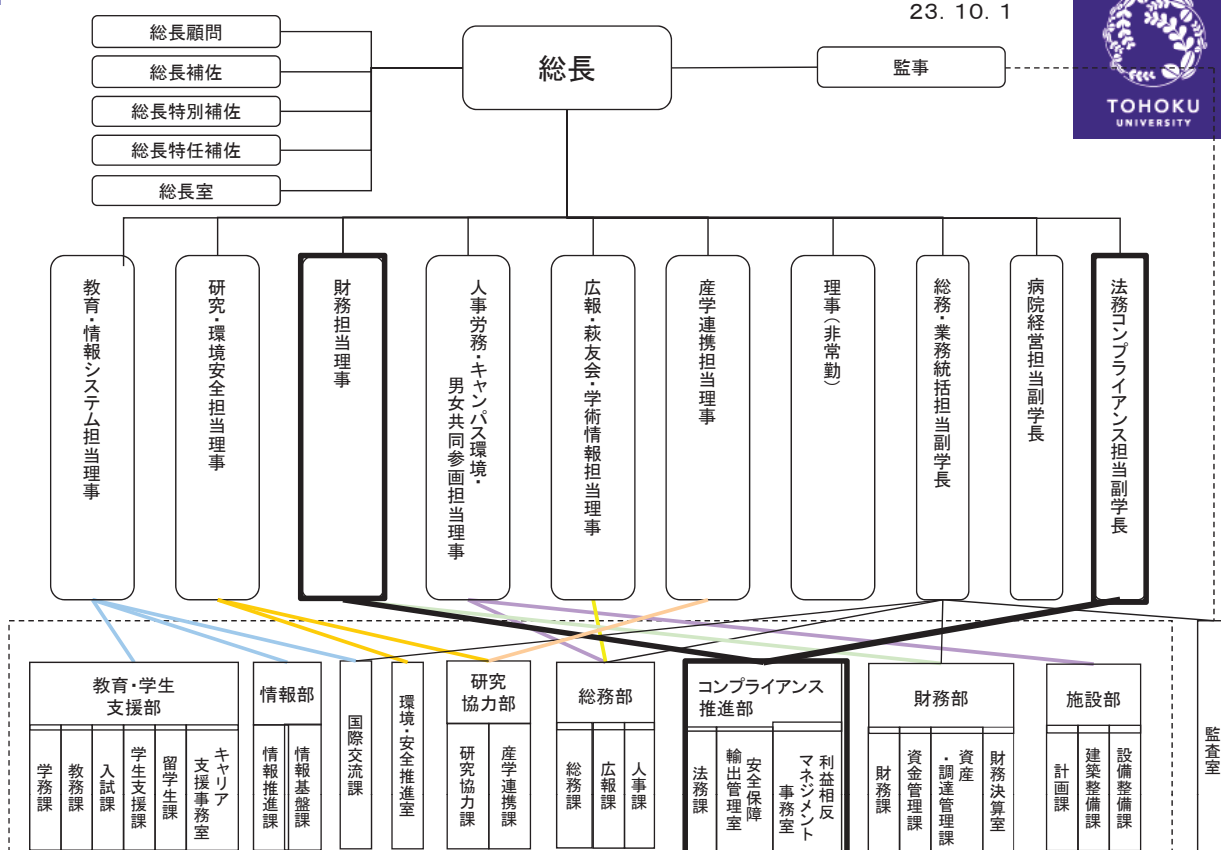 23. 10. 1
TOHOKU
UNIVERSITY
総長顧問
総長補佐
総長特別補佐
総長特任補佐
総長室
総長
監事
教育・情報システム担当理事
研究・環境安全担当理事
財務担当理事
人事労務・キャンパス環境・
男女共同参画担当理事
広報・萩友会・学術情報担当理事
産学連携担当理事
理事（非常勤）
総務・業務統括担当副学長
病院経営担当副学長
法務コンプライアンス担当副学長
教育・学生
支援部
学務課
教務課
入試課
学生支援課
留学生課
キャリア
支援事務室
情報部
情報推進課
情報基盤課
国際交流課
環境・安全推進室
研究
協力部
研究協力課
産学連携課
総務部
総務課
広報課
人事課
コンプライアンス
推進部
法務課
安全保障
輸出管理室
利益相反
マネジメント
事務室
財務部
財務課
資金管理課
資産
・調達管理課
財務決算室
施設部
計画課
建築整備課
設備整備課
監査室